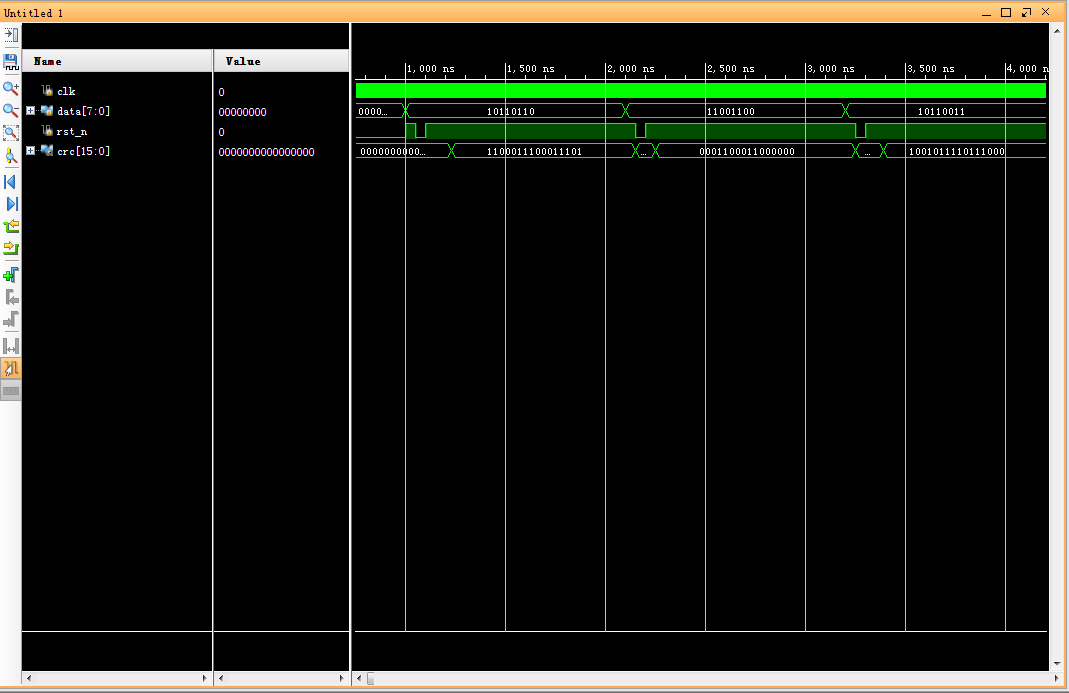 Untitled 1
Name Value
1,000 ns 1,500 ns 2,000 ns 2,500 ns 3,000 ns 3,500 ns 4,000 n
clk 0
data[7:0] 00000000 0000... 10110110 11001100 10110011
rst_n 0
crc[15:0] 0000000000000000 0000000000... 1100011100011101 ... 0001100011000000 ... 1001011110111000